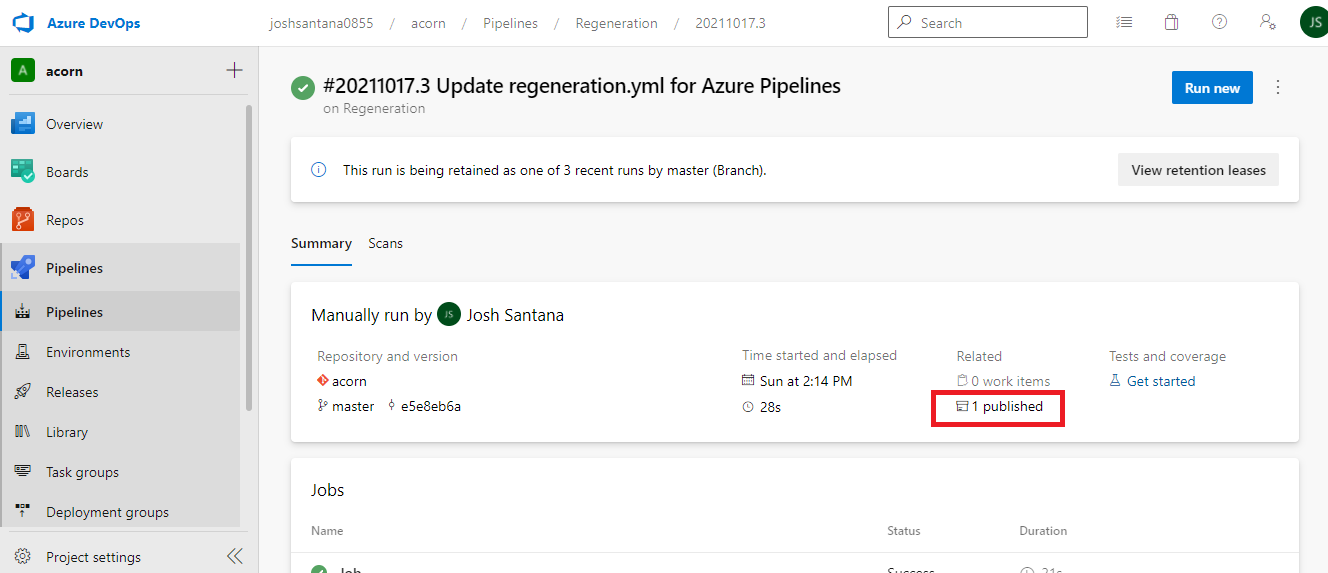 Azure DevOps
joshsantana0855 / acorn / Pipelines / Regeneration / 20211017.3
Search
JS
A acorn
Overview
Boards
Repos
Pipelines
Pipelines
Environments
Releases
Library
Task groups
Deployment groups
Project settings
#20211017.3 Update regeneration.yml for Azure Pipelines
on Regeneration
Run new
This run is being retained as one of 3 recent runs by master (Branch).
View retention leases
Summary Scans
Manually run by JS Josh Santana
Repository and version
acorn
master e5e8eb6a
Time started and elapsed
Sun at 2:14 PM
28s
Related
0 work items
1 published
Tests and coverage
Get started
Jobs
Name Status Duration
Job Success 21s